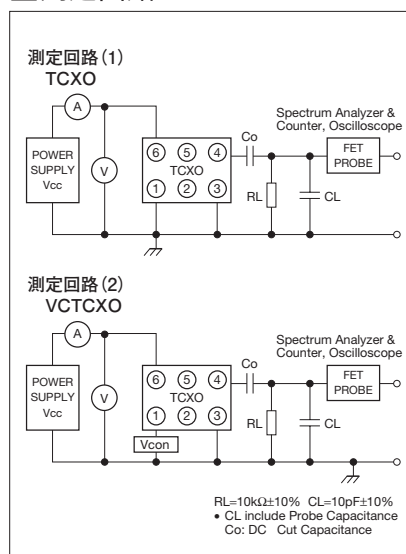 測定回路(1)
TCXO
A
POWER
SUPPLY
Vcc
V
6 5 4
TCXO
1 2 3
Co
RL
CL
Spectrum Analyzer &
Counter, Oscilloscope
FET
PROBE
測定回路(2)
VCTCXO
A
POWER
SUPPLY
Vcc
V
6 5 4
TCXO
1 2 3
Vcon
Co
RL
CL
Spectrum Analyzer &
Counter, Oscilloscope
FET
PROBE
RL=10kΩ±10% CL=10pF±10%
• CL include Probe Capacitance
Co: DC Cut Capacitance